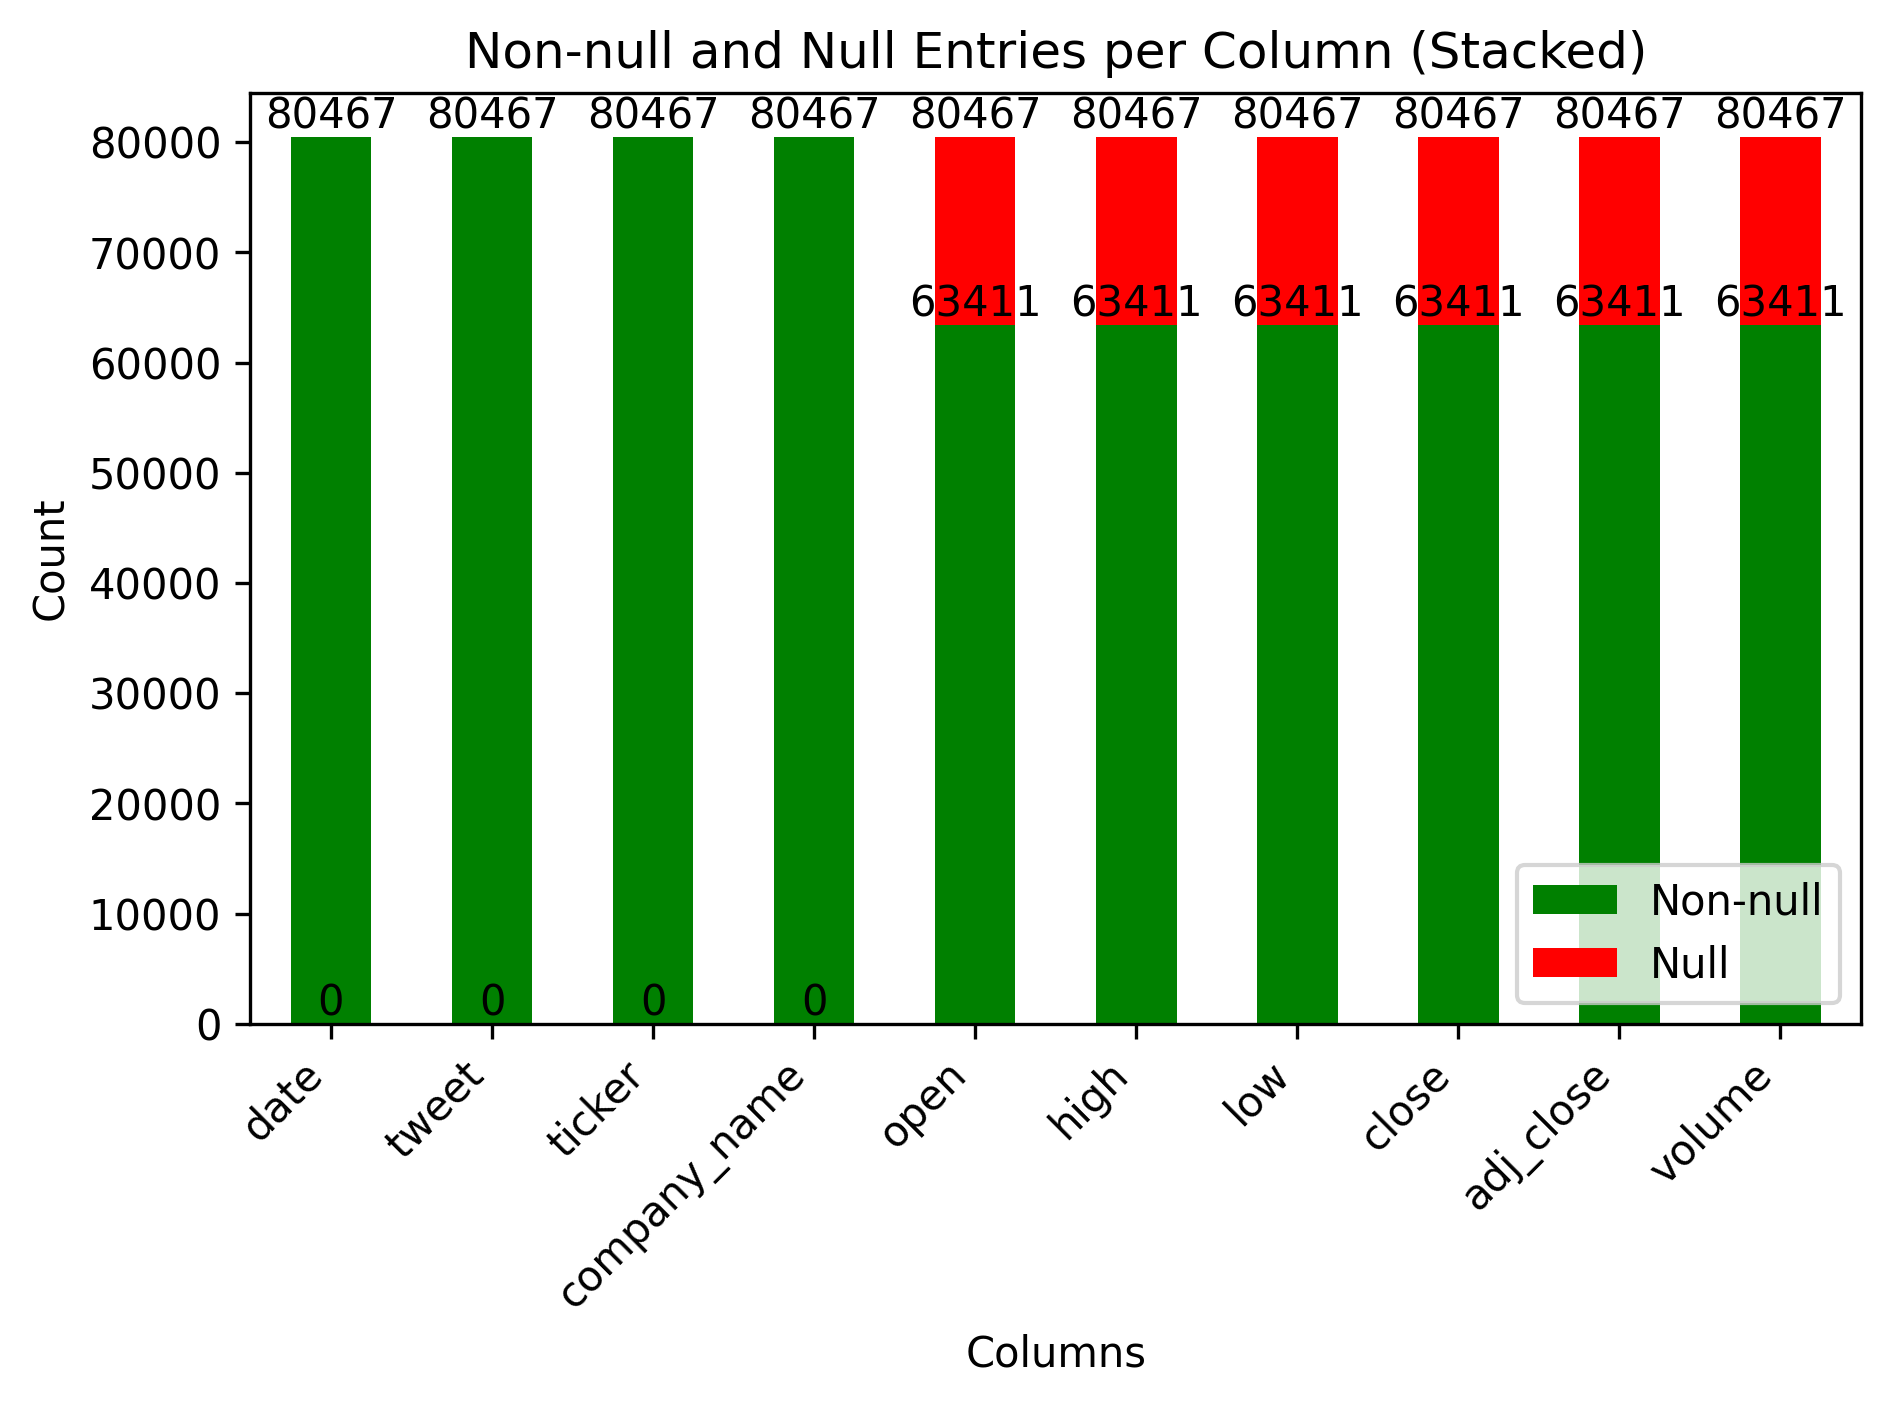 Non-null and Null Entries per Column (Stacked)
80467 80467 80467 80467 80467 80467 80467 80467 80467 80467
80000
70000
63411 63411 63411 63411 63411 63411
60000
50000
Count
40000
30000
20000
10000
Non-null
Null
0 0 0 0
0
date tweet ticker company_name open high low close adj_close volume
Columns